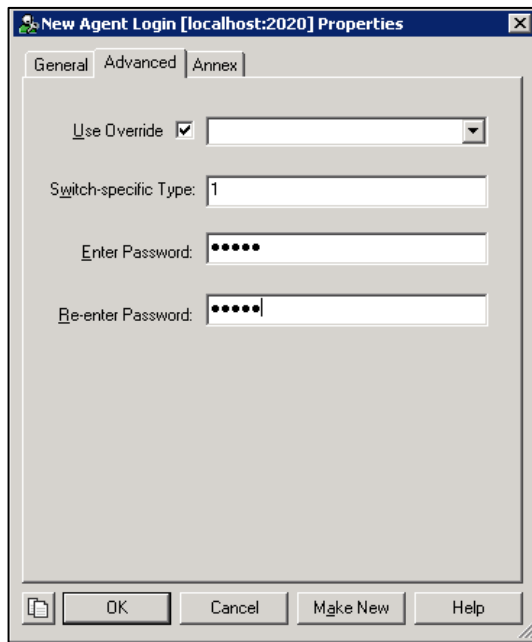 New Agent Login [localhost:2020] Properties
General Advanced Annex
Use Override
Switch-specific Type: 1
Enter Password: •••••
Re-enter Password: •••••
OK Cancel Make New Help